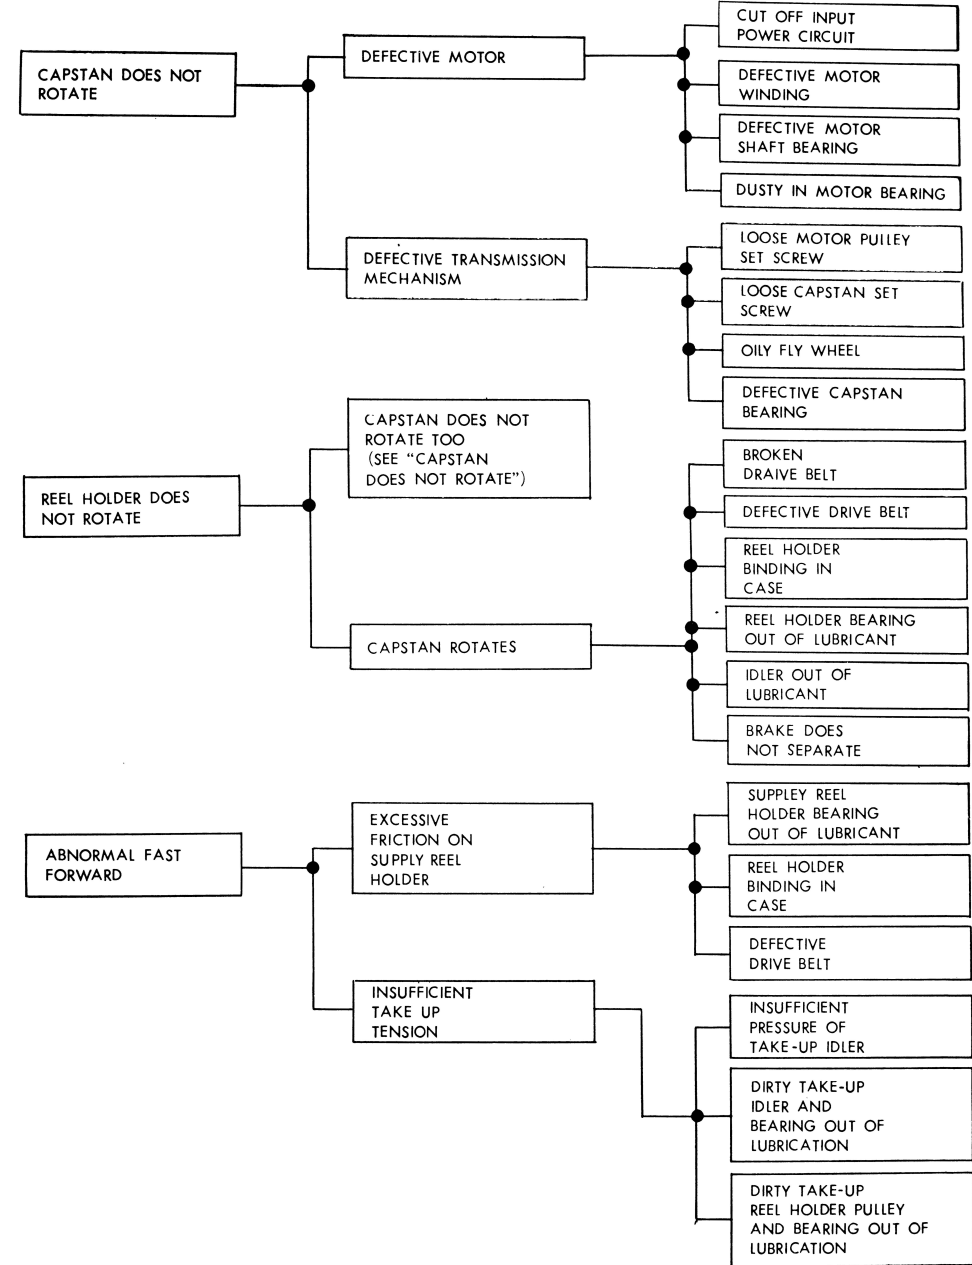 CAPSTAN DOES NOT
ROTATE
DEFECTIVE MOTOR
CUT OFF INPUT
POWER CIRCUIT
DEFECTIVE MOTOR
WINDING
DEFECTIVE MOTOR
SHAFT BEARING
DUSTY IN MOTOR BEARING
DEFECTIVE TRANSMISSION
MECHANISM
LOOSE MOTOR PULLEY
SET SCREW
LOOSE CAPSTAN SET
SCREW
OILY FLY WHEEL
DEFECTIVE CAPSTAN
BEARING
REEL HOLDER DOES
NOT ROTATE
CAPSTAN DOES NOT
ROTATE TOO
(SEE “CAPSTAN
DOES NOT ROTATE”)
CAPSTAN ROTATES
BROKEN
DRAIVE BELT
DEFECTIVE DRIVE BELT
REEL HOLDER
BINDING IN
CASE
REEL HOLDER BEARING
OUT OF LUBRICANT
IDLER OUT OF
LUBRICANT
BRAKE DOES
NOT SEPARATE
ABNORMAL FAST
FORWARD
EXCESSIVE
FRICTION ON
SUPPLY REEL
HOLDER
SUPPLEY REEL
HOLDER BEARING
OUT OF LUBRICANT
REEL HOLDER
BINDING IN
CASE
DEFECTIVE
DRIVE BELT
INSUFFICIENT
TAKE UP
TENSION
INSUFFICIENT
PRESSURE OF
TAKE-UP IDLER
DIRTY TAKE-UP
IDLER AND
BEARING OUT OF
LUBRICATION
DIRTY TAKE-UP
REEL HOLDER PULLEY
AND BEARING OUT OF
LUBRICATION